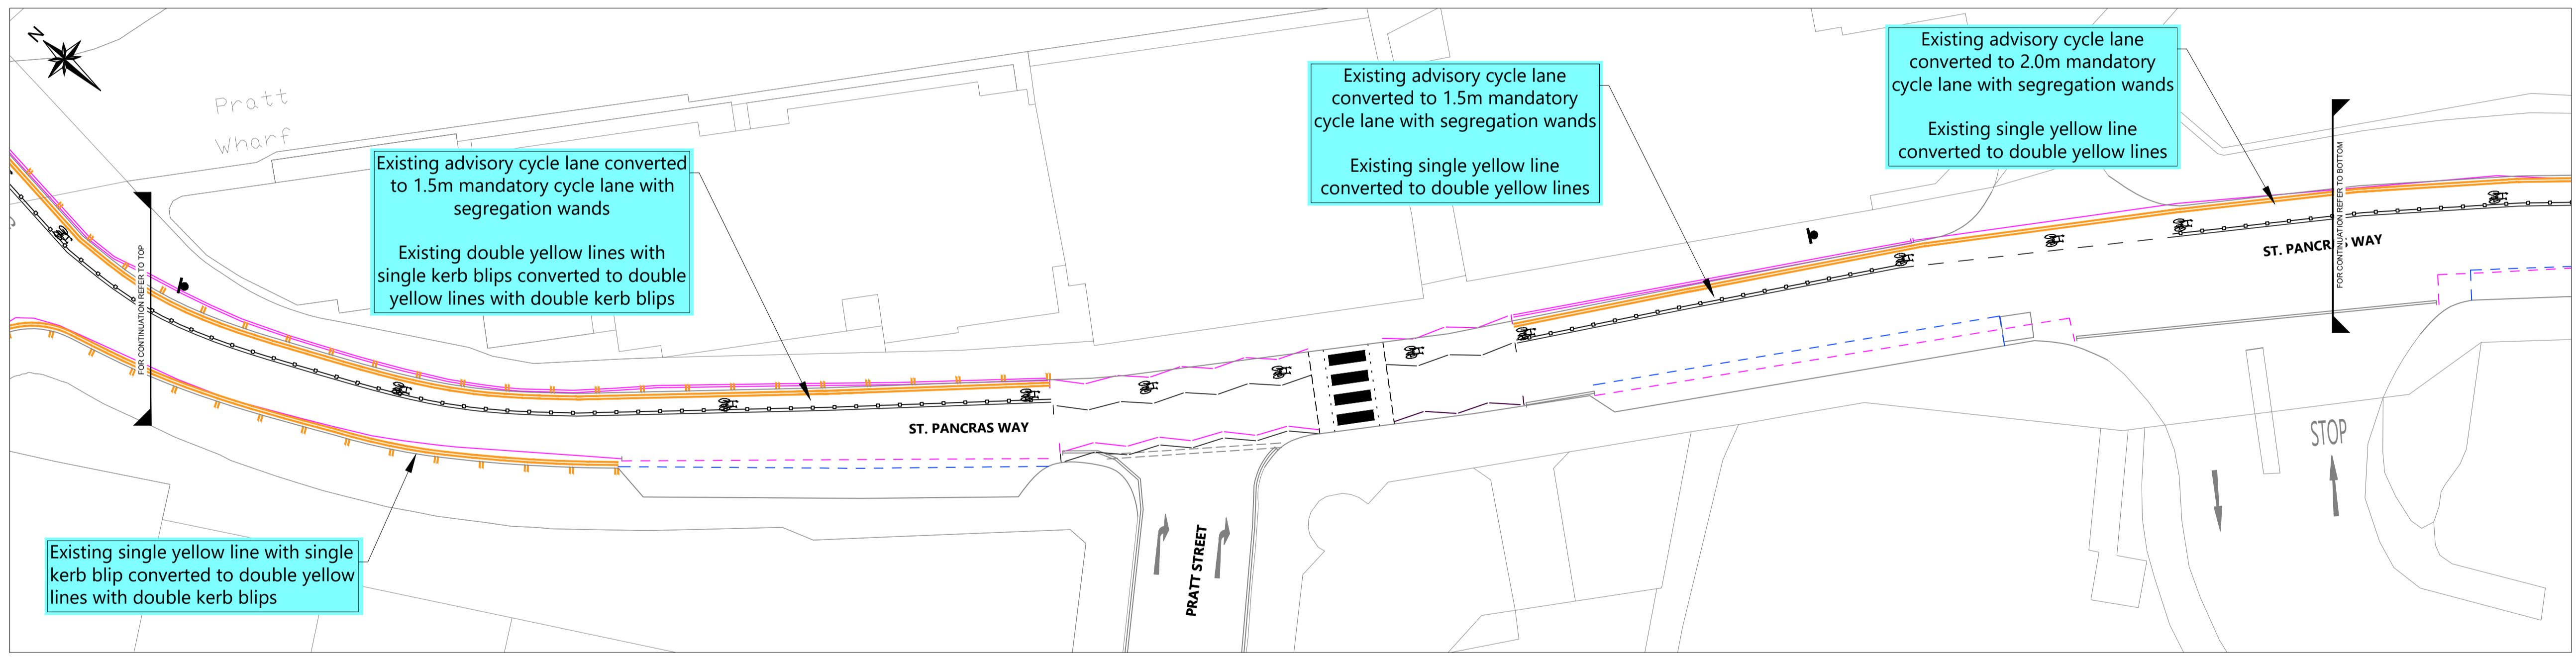 N
Pratt
Wharf
Existing advisory cycle lane converted
to 1.5m mandatory cycle lane with
segregation wands
Existing double yellow lines with
single kerb blips converted to double
yellow lines with double kerb blips
Existing advisory cycle lane
converted to 1.5m mandatory
cycle lane with segregation wands
Existing single yellow line
converted to double yellow lines
Existing advisory cycle lane
converted to 2.0m mandatory
cycle lane with segregation wands
Existing single yellow line
converted to double yellow lines
FOR CONTINUATION REFER TO TOP
FOR CONTINUATION REFER TO BOTTOM
ST. PANCRAS WAY
ST. PANCRAS WAY
STOP
PRATT STREET
Existing single yellow line with single
kerb blip converted to double yellow
lines with double kerb blips